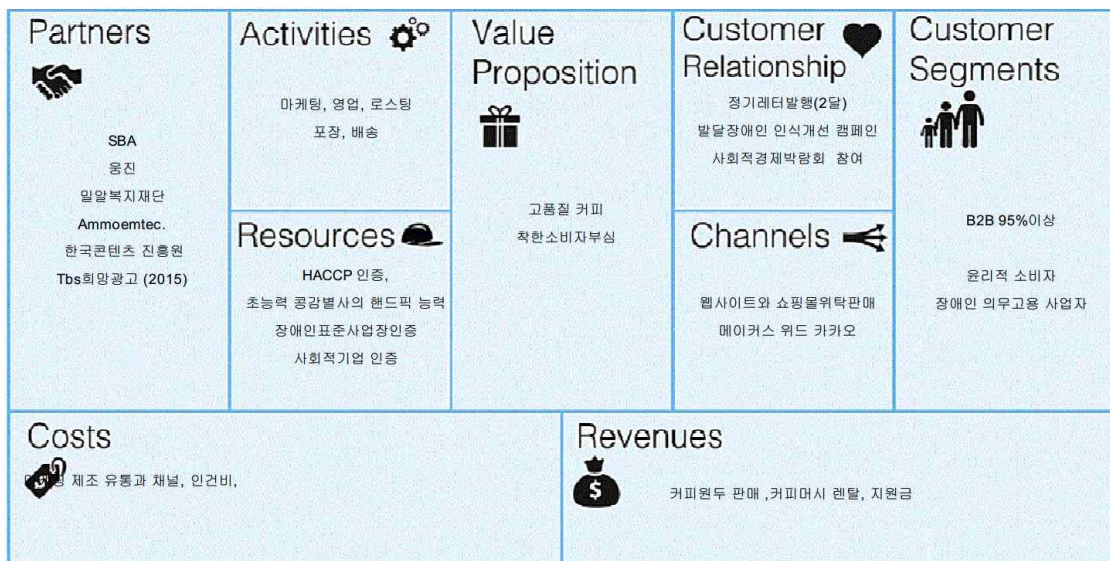 Partners
SBA
웅진
밀알복지재단
Ammoemtec.
한국콘텐츠 진흥원
Tbs희망광고 (2015)
Activities
마케팅, 영업, 로스팅
포장, 배송
Resources
HACCP 인증,
초능력 콩감별사의 핸드픽 능력
장애인표준사업장인증
사회적기업 인증
Value
Proposition
고품질 커피
착한소비자부심
Customer
Relationship
정기레터발행(2달)
발달장애인 인식개선 캠페인
사회적경제박람회 참여
Channels
웹사이트와 쇼핑몰위탁판매
메이커스 위드 카카오
Customer
Segments
B2B 95%이상
윤리적 소비자
장애인 의무고용 사업자
Costs
제조 유통과 채널, 인건비,
Revenues
$
커피원두 판매 ,커피머시 렌탈, 지원금